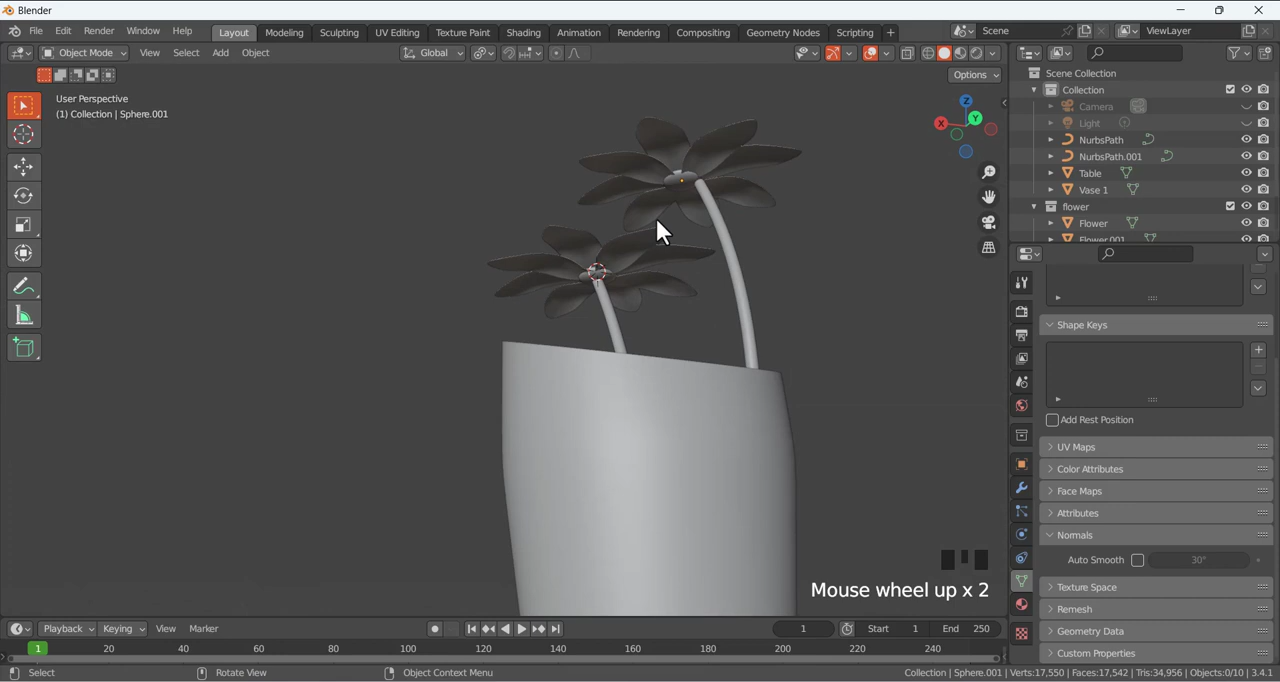 Blender
File Edit Render Window Help Layout Modeling Sculpting UV Editing Texture Paint Shading Animation Rendering Compositing Geometry Nodes Scripting + Scene ViewLayer
Object Mode View Select Add Object Global
Options
User Perspective
(1) Collection | Sphere.001
Z
Y
X
Scene Collection
Collection
Camera
Light
NurbsPath
NurbsPath.001
Table
Vase 1
flower
Flower
Flower.001
Shape Keys
Add Rest Position
UV Maps
Color Attributes
Face Maps
Attributes
Normals
Auto Smooth 30°
Texture Space
Remesh
Geometry Data
Custom Properties
Mouse wheel up x 2
Playback Keying View Marker 1 Start 1 End 250
1 20 40 60 80 100 120 140 160 180 200 220 240
Select Rotate View Object Context Menu Collection | Sphere.001 | Verts:17,550 | Faces:17,542 | Tris:34,956 | Objects:0/10 | 3.4.1